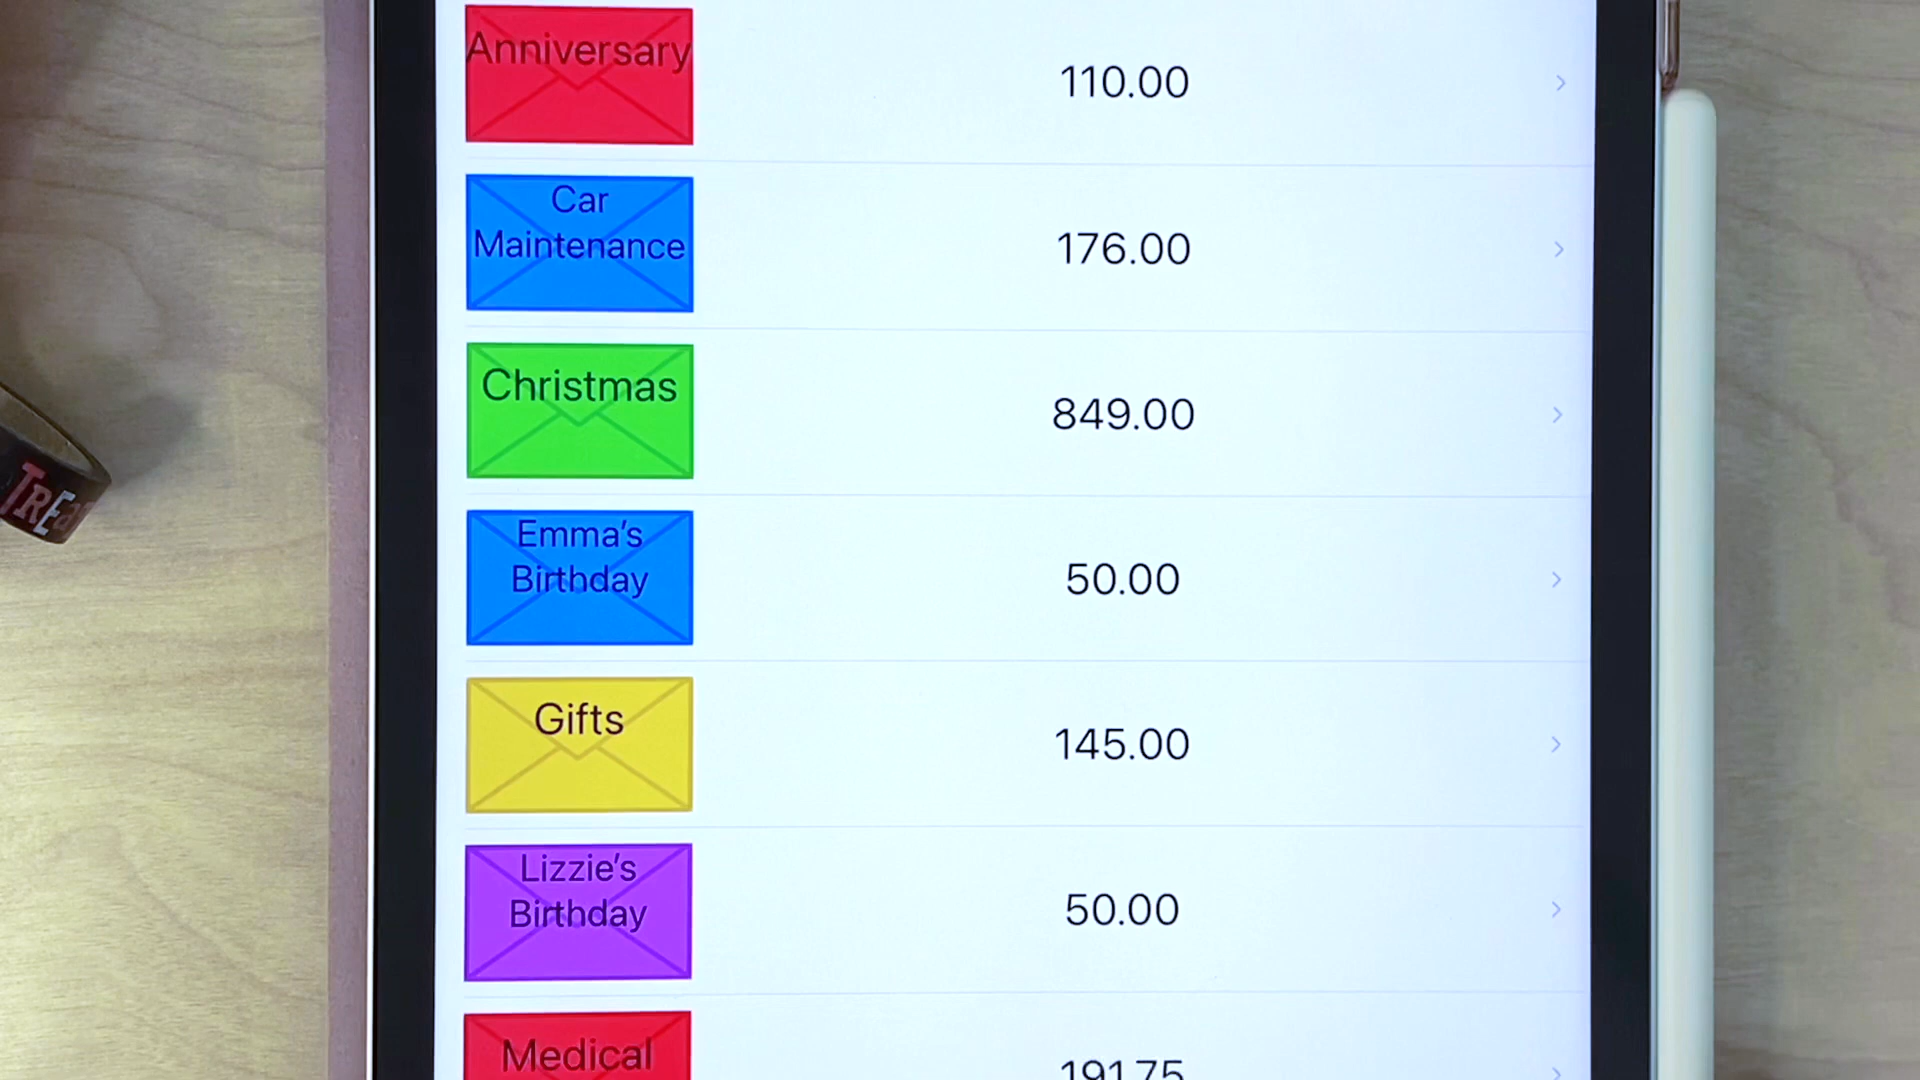 Anniversary
110.00
Car
Maintenance
176.00
Christmas
849.00
Emma's
Birthday
50.00
Gifts
145.00
Lizzie's
Birthday
50.00
Medical
191.75
TREa